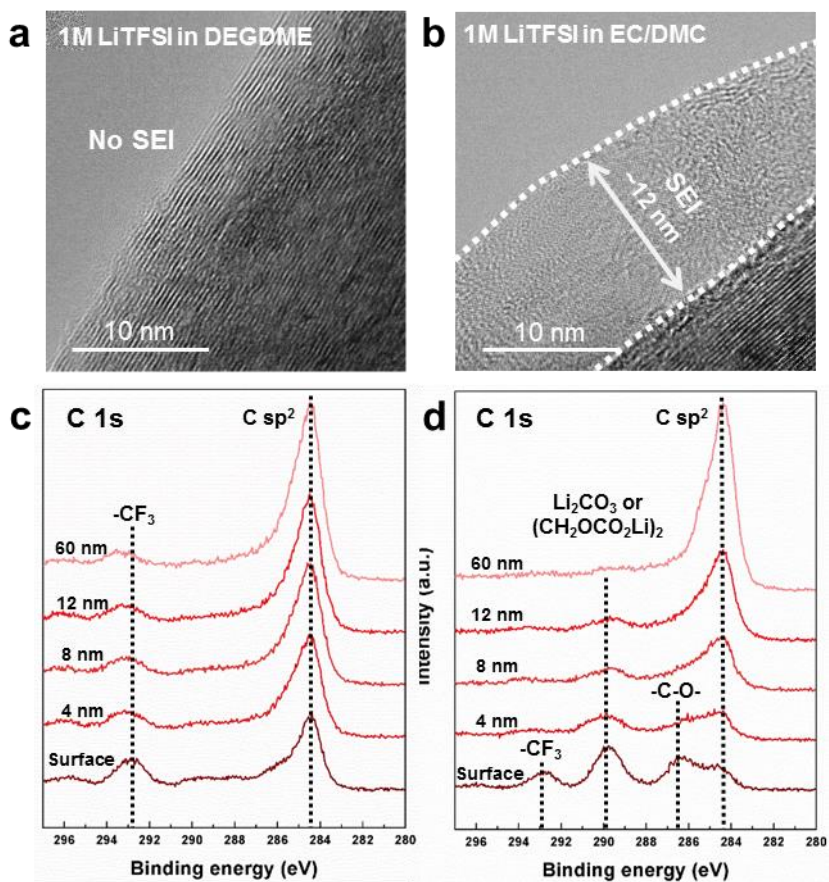 a
1M LiTFSI in DEGDME
No SEI
10 nm
b
1M LiTFSI in EC/DMC
SEI
~12 nm
10 nm
c
C 1s
C sp²
-CF₃
60 nm
12 nm
8 nm
4 nm
Surface
296 294 292 290 288 286 284 282 280
Binding energy (eV)
d
C 1s
C sp²
Li₂CO₃ or
(CH₂OCO₂Li)₂
60 nm
12 nm
8 nm
-C-O-
4 nm
-CF₃
Surface
Intensity (a.u.)
296 294 292 290 288 286 284 282 280
Binding energy (eV)